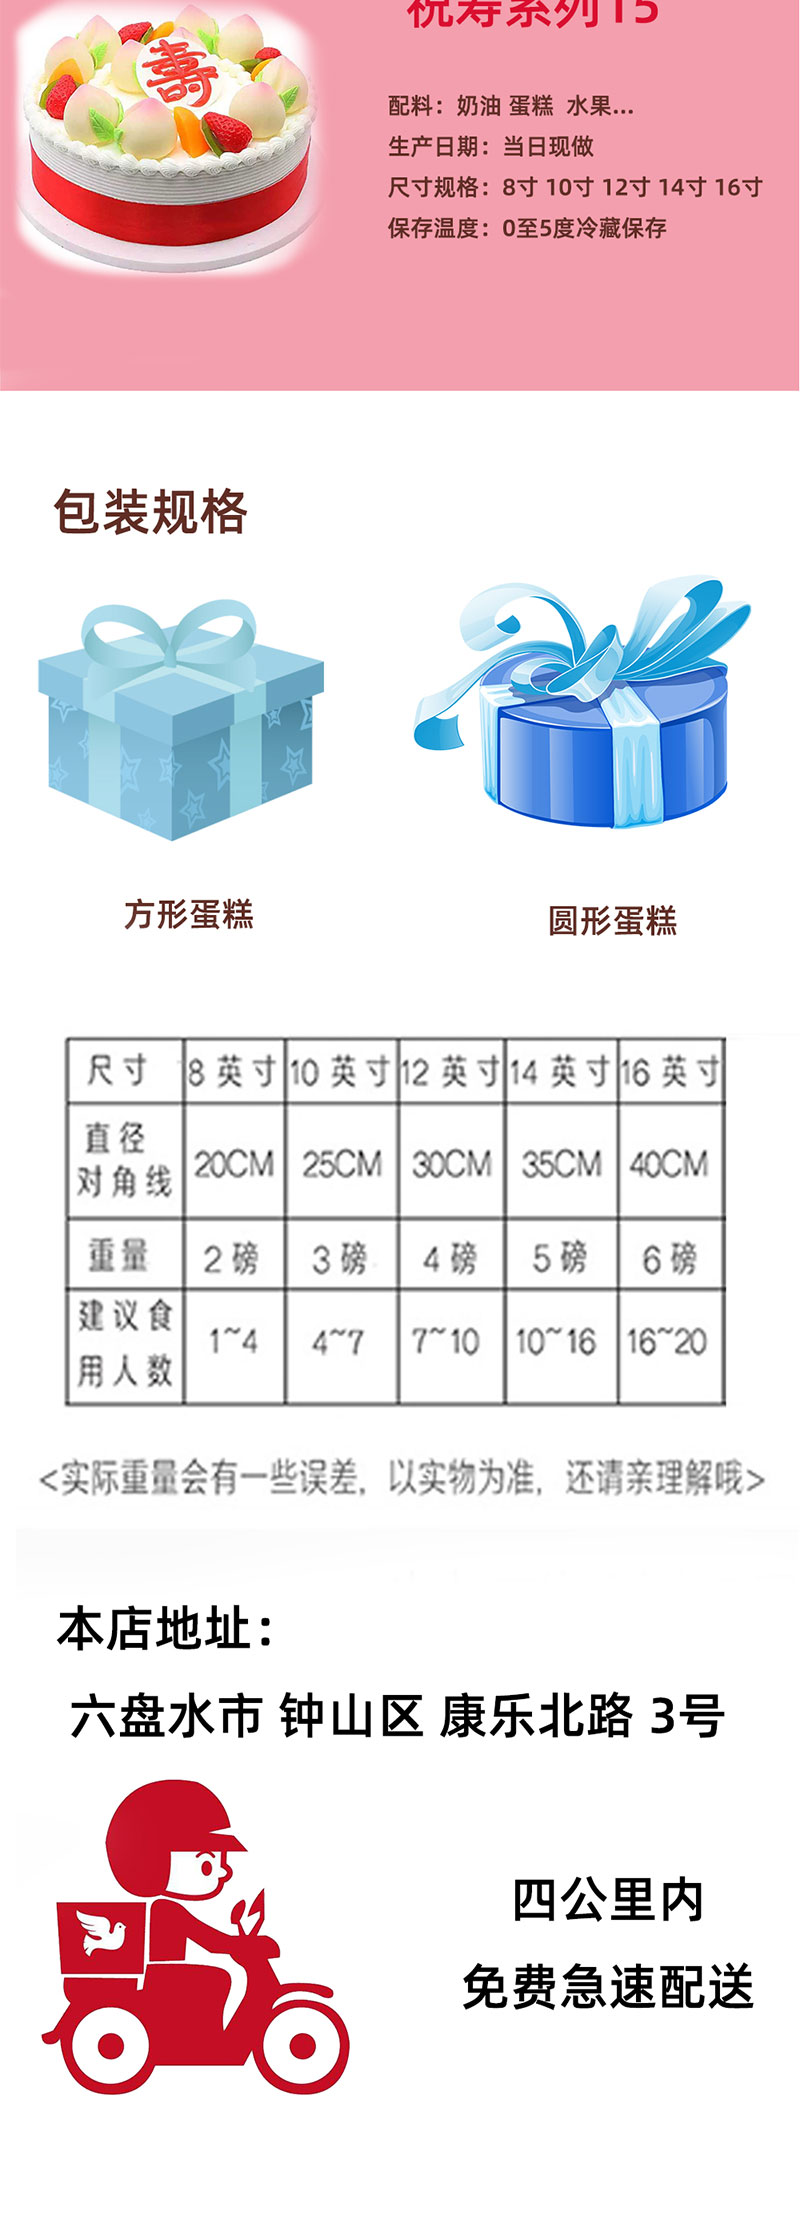 祝寿系列15
壽
配料：奶油 蛋糕 水果...
生产日期：当日现做
尺寸规格：8寸 10寸 12寸 14寸 16寸
保存温度：0至5度冷藏保存
包装规格
方形蛋糕
圆形蛋糕
尺寸 8英寸 10英寸 12英寸 14英寸 16英寸
直径
对角线 20CM 25CM 30CM 35CM 40CM
重量 2磅 3磅 4磅 5磅 6磅
建议食
用人数 1~4 4~7 7~10 10~16 16~20
<实际重量会有一些误差，以实物为准，还请亲理解哦>
本店地址：
六盘水市 钟山区 康乐北路 3号
四公里内
免费急速配送